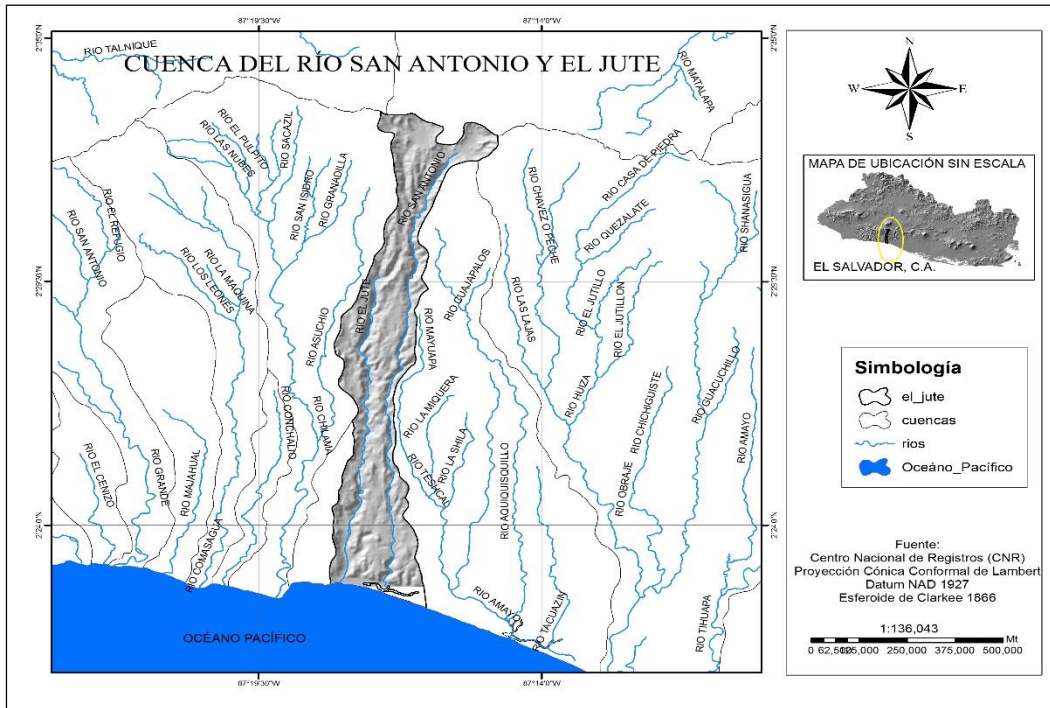 CUENCA DEL RÍO SAN ANTONIO Y EL JUTE
87°19'30"W
87°14'0"W
RIO TALNIQUE
RIO MATALAPA
RIO EL PULPITO
RIO LAS NUBES
RIO SACAZIL
RIO SAN ISIDRO
RIO GRANADILLA
RIO SAN ANTONIO
RIO CHAVEZ O PECHE
RIO CASA DE PIEDRA
RIO QUEZALATE
RIO SHANASIGUA
RIO EL REFUGIO
RIO SAN ANTONIO
RIO LA MAQUINA
RIO LOS LEONES
RIO EL JUTE
RIO ASUCHIO
RIO GUAJAPALOS
RIO MAYUAPA
RIO LAS LAJAS
RIO EL JUTILLO
RIO EL JUTILLON
RIO HUIZA
RIO GUACUCHILLO
RIO AMAYO
RIO LA MIQUERA
RIO LA SHILA
RIO TESHCAL
RIO AQUIQUISQUILLO
RIO CHICHIGUISTE
RIO OBRAJE
RIO CONCHALIO
RIO CHILAMA
RIO EL CENIZO
RIO GRANDE
RIO MAJAHUAL
RIO COMASAGUA
RIO AMAYO
RIO TACUAZIN
RIO TIHUAPA
OCÉANO PACÍFICO
87°19'30"W
87°14'0"W
N
W
E
S
MAPA DE UBICACIÓN SIN ESCALA
EL SALVADOR, C.A.
Simbología
el_jute
cuencas
rios
Oceáno_Pacífico
Fuente:
Centro Nacional de Registros (CNR)
Proyección Cónica Conformal de Lambert
Datum NAD 1927
Esferoide de Clarkee 1866
1:136,043
Mt
250,000 375,000 500,000